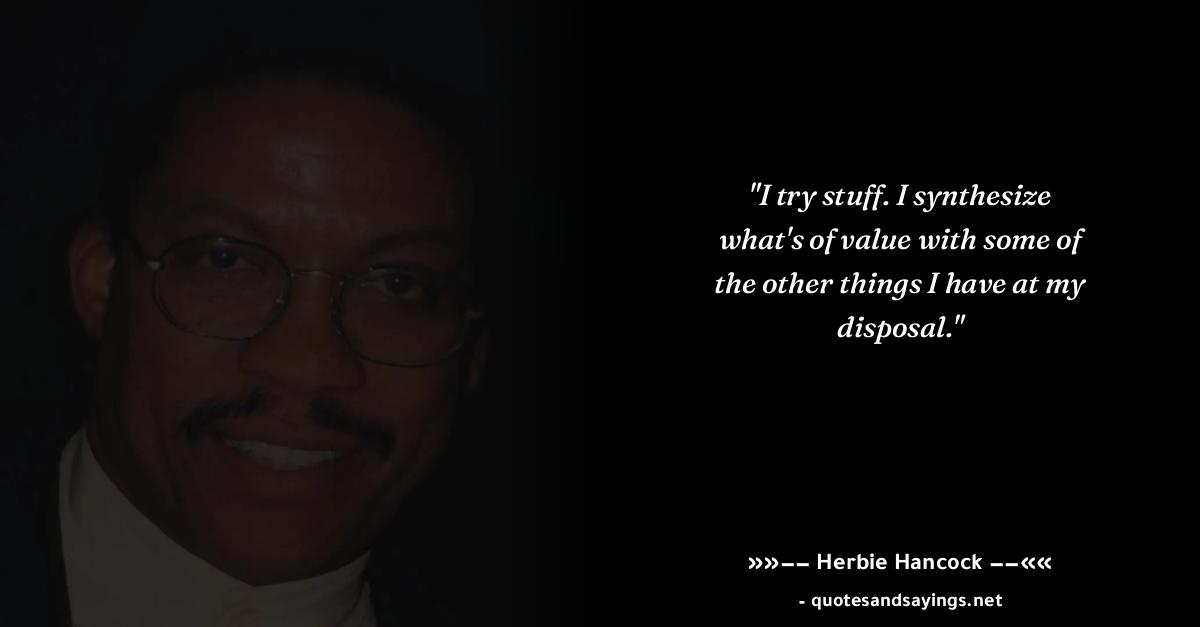 "I try stuff. I synthesize
what's of value with some of
the other things I have at my
disposal."
»»−− Herbie Hancock −−««
- quotesandsayings.net